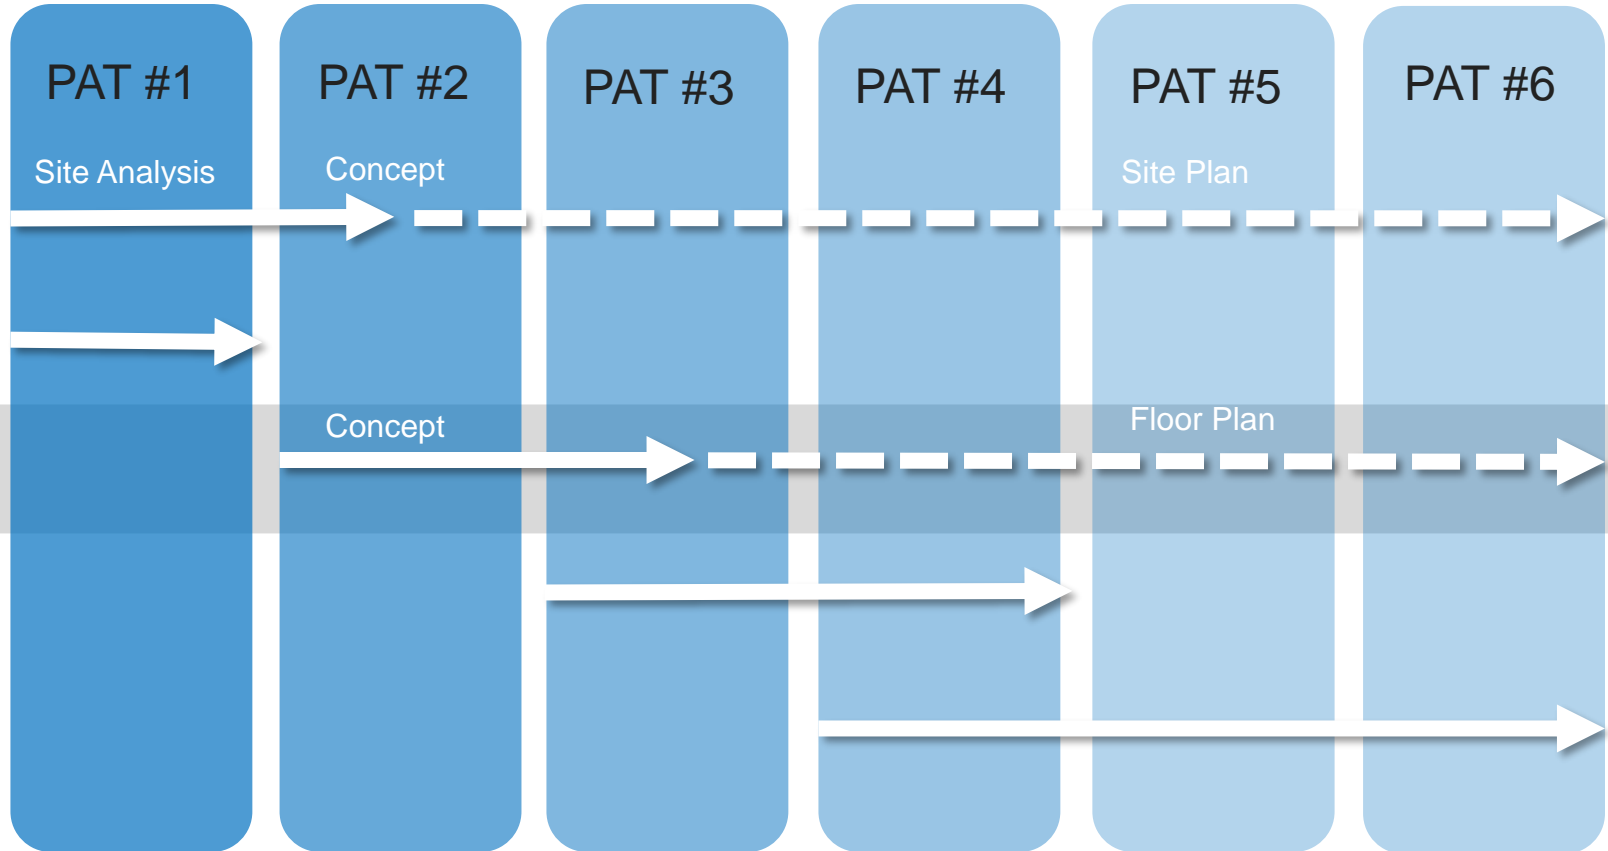 PAT #1
PAT #2
PAT #3
PAT #4
PAT #5
PAT #6
Site Analysis
Concept
Site Plan
Concept
Floor Plan